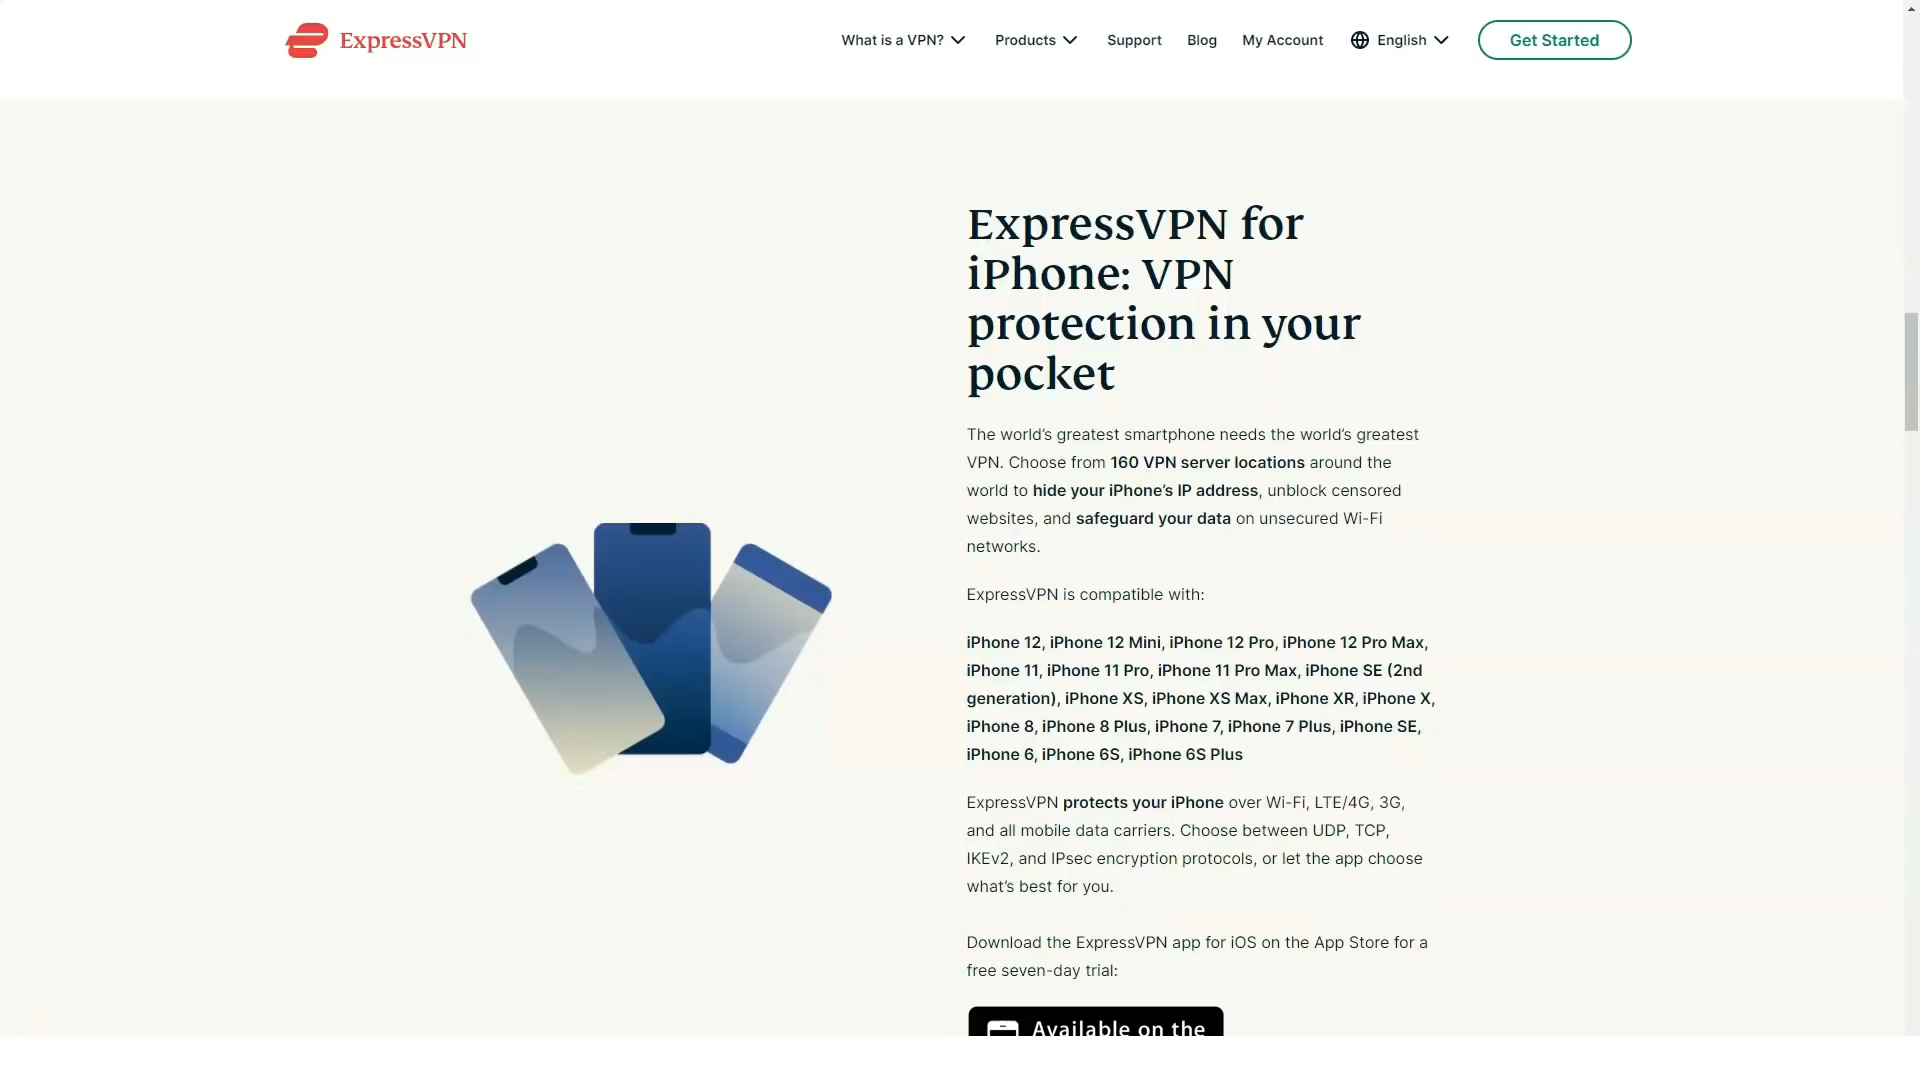 ExpressVPN
What is a VPN?
Products
Support
Blog
My Account
English
Get Started
ExpressVPN for
iPhone: VPN
protection in your
pocket
The world’s greatest smartphone needs the world’s greatest
VPN. Choose from 160 VPN server locations around the
world to hide your iPhone’s IP address, unblock censored
websites, and safeguard your data on unsecured Wi-Fi
networks.
ExpressVPN is compatible with:
iPhone 12, iPhone 12 Mini, iPhone 12 Pro, iPhone 12 Pro Max,
iPhone 11, iPhone 11 Pro, iPhone 11 Pro Max, iPhone SE (2nd
generation), iPhone XS, iPhone XS Max, iPhone XR, iPhone X,
iPhone 8, iPhone 8 Plus, iPhone 7, iPhone 7 Plus, iPhone SE,
iPhone 6, iPhone 6S, iPhone 6S Plus
ExpressVPN protects your iPhone over Wi-Fi, LTE/4G, 3G,
and all mobile data carriers. Choose between UDP, TCP,
IKEv2, and IPsec encryption protocols, or let the app choose
what’s best for you.
Download the ExpressVPN app for iOS on the App Store for a
free seven-day trial:
Available on the